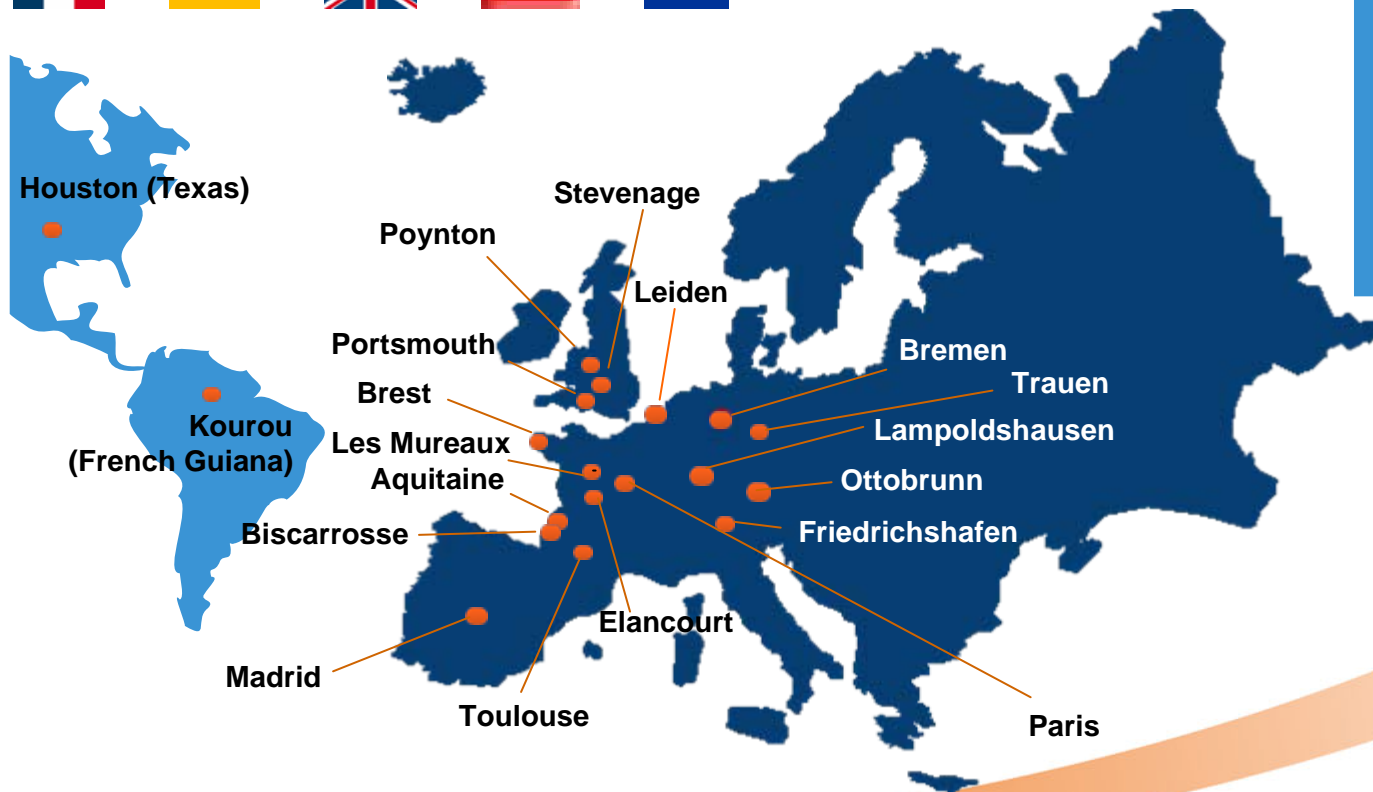 Houston (Texas)
Stevenage
Poynton
Leiden
Portsmouth
Bremen
Brest
Trauen
Kourou
(French Guiana)
Les Mureaux
Lampoldshausen
Aquitaine
Ottobrunn
Biscarrosse
Friedrichshafen
Elancourt
Madrid
Toulouse
Paris